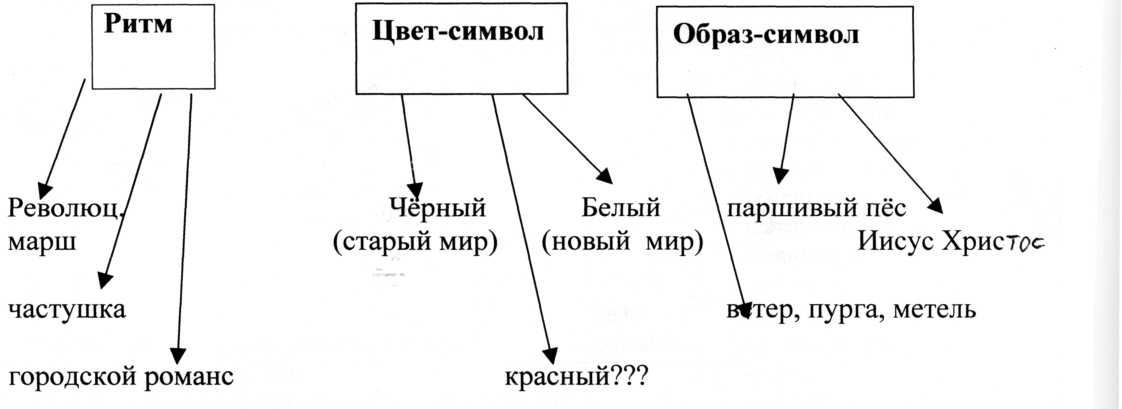 Ритм
Цвет-символ
Образ-символ
Революц.
марш
Чёрный
(старый мир)
Белый
(новый мир)
паршивый пёс
Иисус Христос
частушка
ветер, пурга, метель
городской романс
красный???